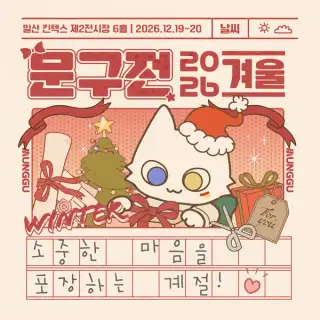 일산 킨텍스 제2전시장 6홀 | 2026.12.19-20 | 날씨
문구전 2026 겨울
MUNGGU
MUNGGU
WINTER
For you
소중한 마음을
포장하는 계절!